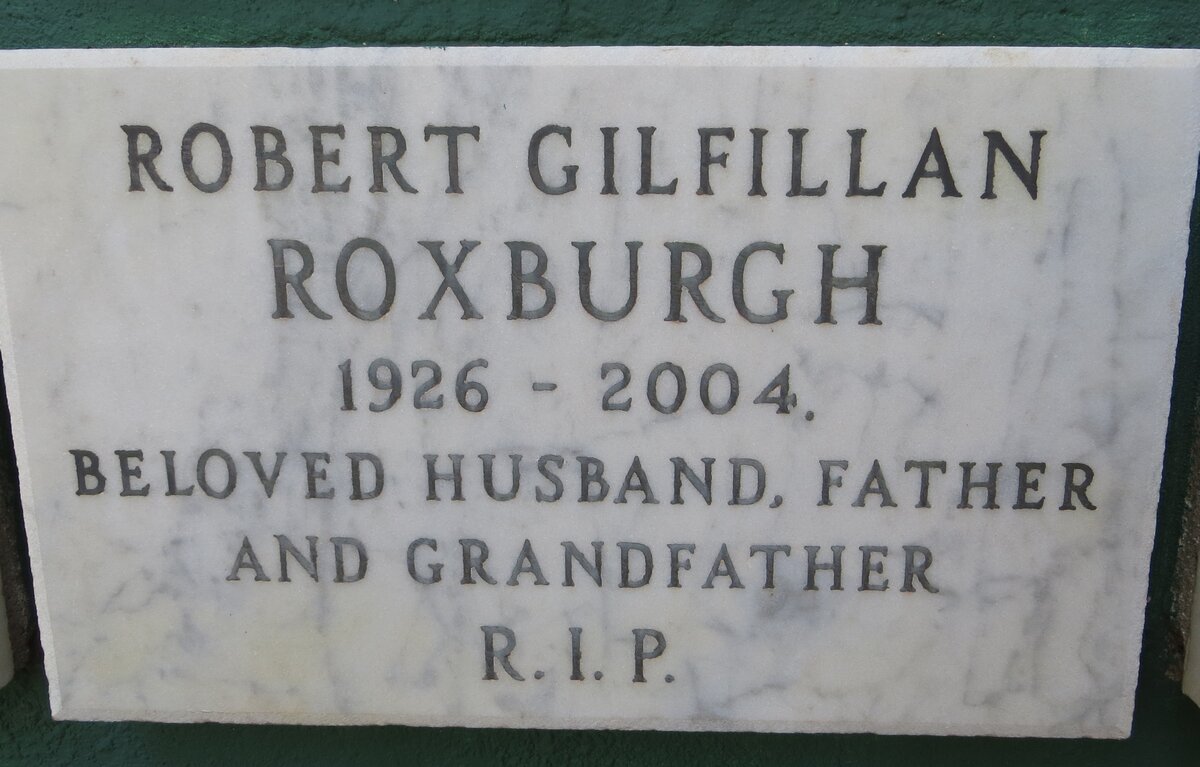 ROBERT GILFILLAN
ROXBURGH
1926 - 2004.
BELOVED HUSBAND, FATHER
AND GRANDFATHER
R.I.P.